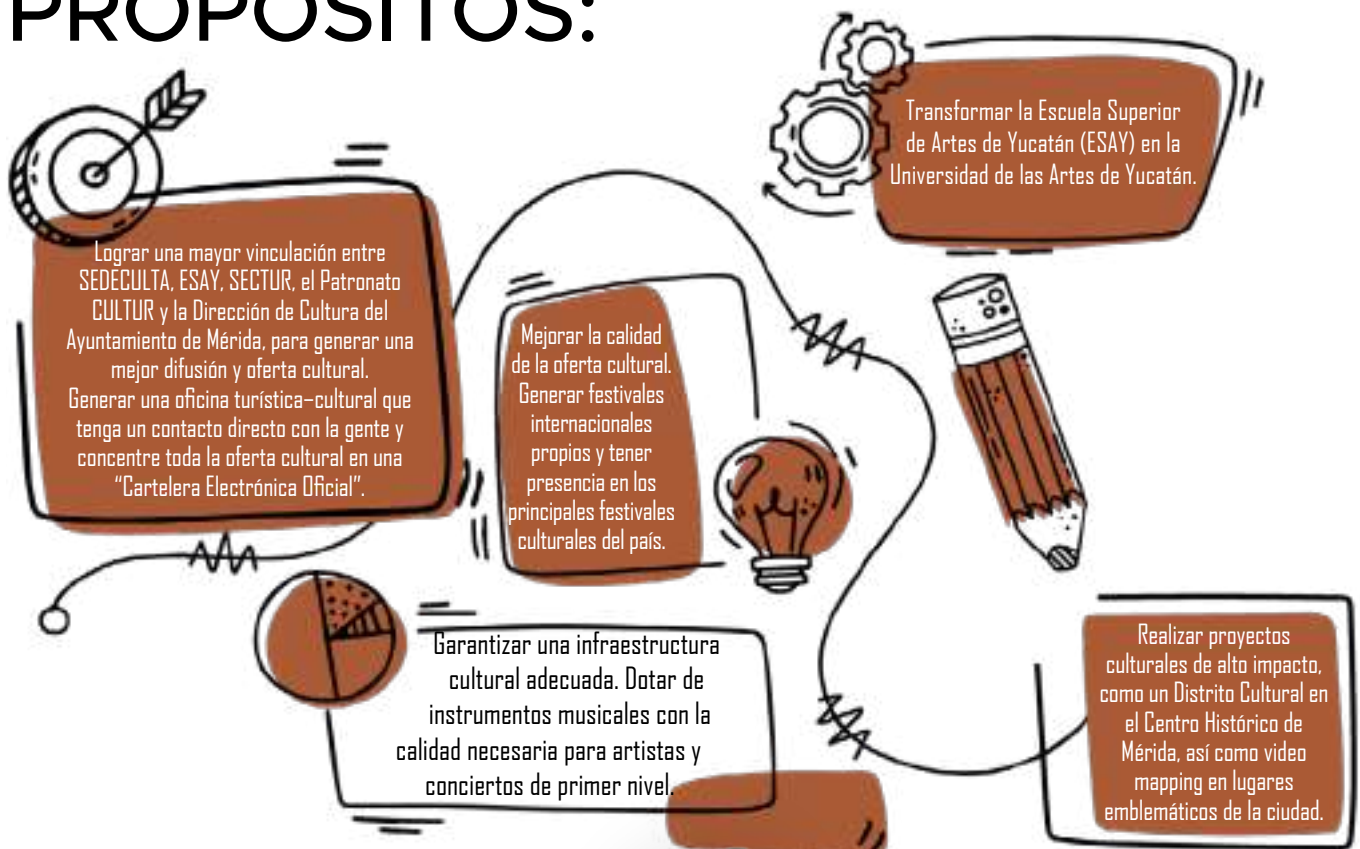 PROPÓSITOS:
Lograr una mayor vinculación entre
SEDECULTA, ESAY, SECTUR, el Patronato
CULTUR y la Dirección de Cultura del
Ayuntamiento de Mérida, para generar una
mejor difusión y oferta cultural.
Generar una oficina turística-cultural que
tenga un contacto directo con la gente y
concentre toda la oferta cultural en una
“Cartelera Electrónica Oficial”.
Mejorar la calidad
de la oferta cultural.
Generar festivales
internacionales
propios y tener
presencia en los
principales festivales
culturales del país.
Transformar la Escuela Superior
de Artes de Yucatán (ESAY) en la
Universidad de las Artes de Yucatán.
Garantizar una infraestructura
cultural adecuada. Dotar de
instrumentos musicales con la
calidad necesaria para artistas y
conciertos de primer nivel.
Realizar proyectos
culturales de alto impacto,
como un Distrito Cultural en
el Centro Histórico de
Mérida, así como video
mapping en lugares
emblemáticos de la ciudad.